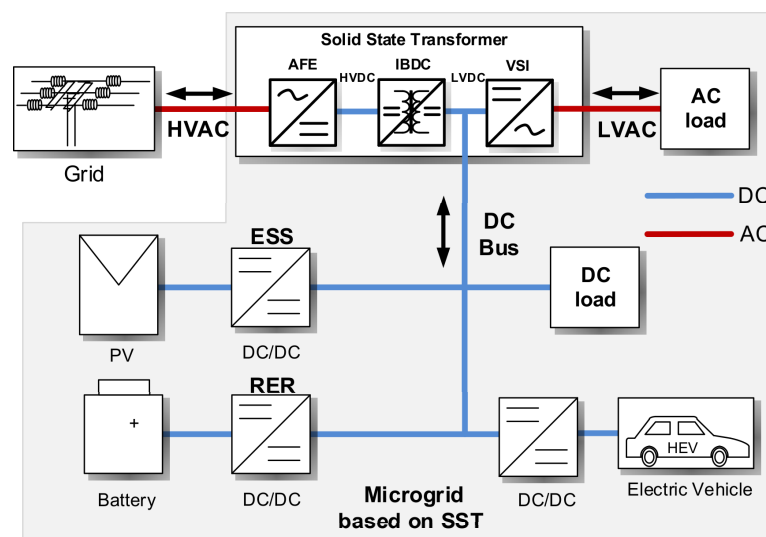 Solid State Transformer
AFE
IBDC
VSI
HVDC
LVDC
HVAC
LVAC
AC
load
Grid
DC
AC
DC
Bus
ESS
DC
load
PV
DC/DC
RER
+
HEV
Battery
DC/DC
Microgrid
based on SST
DC/DC
Electric Vehicle